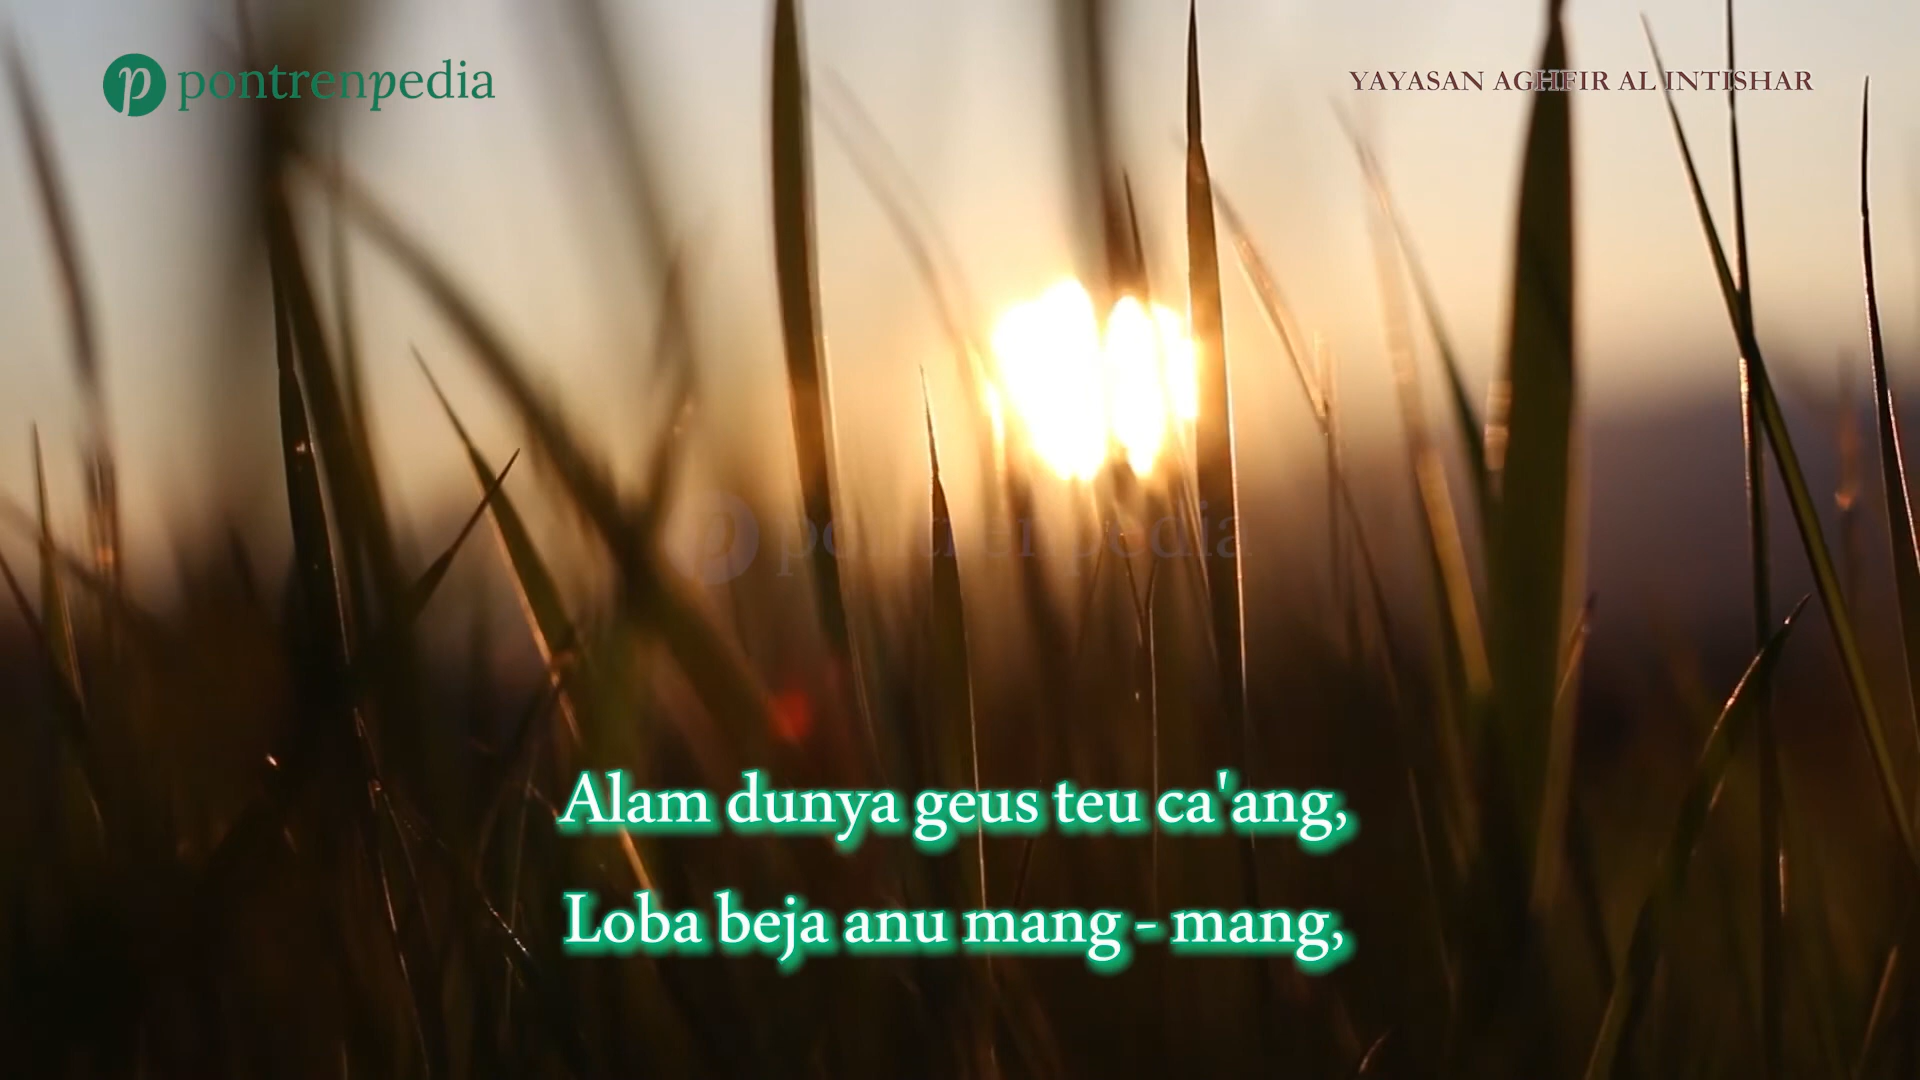 pontrenpedia
YAYASAN AGHFIR AL INTISHAR
pontrenpedia
Alam dunya geus teu ca'ang,
Loba beja anu mang - mang,